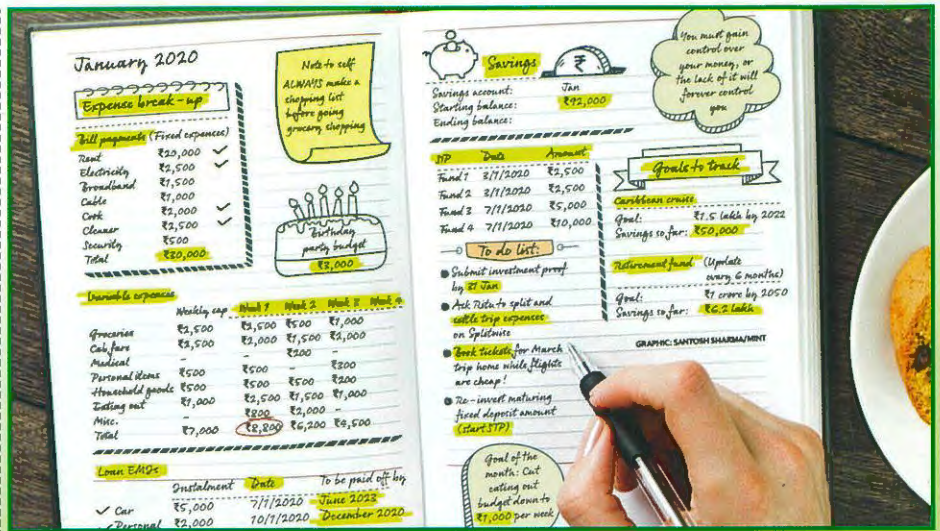 January 2020
Expense break-up
Bill payments (Fixed expences)
Rent ₹20,000 ✓
Electricity ₹2,500 ✓
Broadband ₹1,500
Cable ₹1,000
Cook ₹2,000 ✓
Cleaner ₹2,500 ✓
Security ₹500
Total ₹30,000
Note to self
ALWAYS make a
shopping list
before going
grocery shopping
Birthday
party budget
₹3,000
Variable expences
Weekly cap Week 1 Week 2 Week 3 Week 4
Groceries ₹2,500 ₹2,500 ₹500 ₹1,000
Cab fare ₹2,500 ₹2,000 ₹1,500 ₹2,000
Medical - - ₹200 -
Personal items ₹500 ₹500 - ₹300
Household goods ₹500 ₹500 ₹500 ₹200
Eating out ₹1,000 ₹2,500 ₹1,500 ₹1,000
Misc. - ₹800 ₹2,000 -
Total ₹7,000 ₹8,800 ₹6,200 ₹4,500
Loan EMIs
Instalment Date To be paid off by
✓ Car ₹5,000 7/1/2020 June 2023
✓ Personal ₹2,000 10/1/2020 December 2020
Savings
₹
Savings account: Jan
Starting balance: ₹92,000
Ending balance:
You must gain
control over
your money, or
the lack of it will
forever control
you
SIP Date Amount
Fund 1 3/1/2020 ₹2,500
Fund 2 3/1/2020 ₹2,500
Fund 3 7/1/2020 ₹5,000
Fund 4 7/1/2020 ₹10,000
Goals to track
Caribbean cruise
Goal: ₹1.5 lakh by 2022
Savings so far: ₹50,000
Retirement fund (Update
every 6 months)
Goal: ₹1 crore by 2050
Savings so far: ₹6.2 lakh
To do list:
Submit investment proof
by 31 Jan
Ask Ritu to split and
settle trip expences
on Splitwise
Book tickets for March
trip home while flights
are cheap!
Re-invest maturing
fixed deposit amount
(start STP)
GRAPHIC: SANTOSH SHARMA/MINT
Goal of the
month: Cut
eating out
budget down to
₹1,000 per week